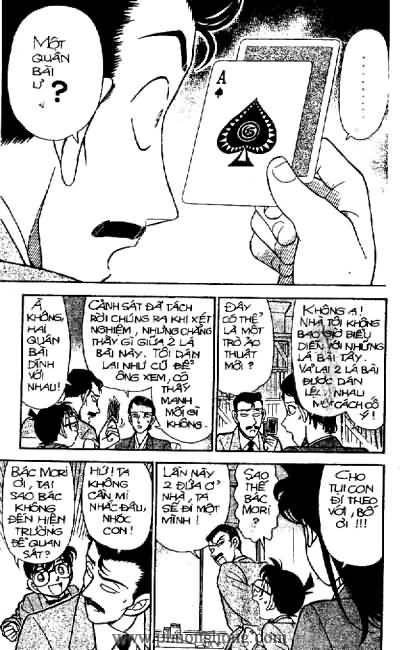 MỘT
QUÂN
BÀI
Ư
?
..........
À
KHÔNG,
HAI
QUÂN
BÀI
DÍNH
VỚI
NHAU!
CẢNH SÁT ĐÃ TÁCH
RỜI CHÚNG RA KHI XÉT
NGHIỆM, NHƯNG CHẲNG
THẤY GÌ GIỮA 2 LÁ
BÀI NÀY. TÔI DÁN
LẠI NHƯ CŨ ĐỂ
ÔNG XEM, CÓ
THẤY
MANH
MỐI GÌ
KHÔNG.
ĐÂY
CÓ THỂ
LÀ MỘT
TRÒ ẢO
THUẬT
MỚI?
KHÔNG Ạ!
NHÀ TÔI KHÔNG
BAO GIỜ BIỂU
DIỄN VỚI NHỮNG
LÁ BÀI TÂY.
VẢ LẠI 2 LÁ BÀI
ĐƯỢC DÁN
NHAU
CÁCH CỐ
Ý!
BÁC MORI
ƠI, TẠI
SAO BÁC
KHÔNG
ĐẾN HIỆN
TRƯỜNG
ĐỂ QUAN
SÁT?
HỨ! TA
KHÔNG
CẦN MI
NHẮC ĐÂU,
NHÓC
CON!
LẦN NÀY
2 ĐỨA Ở
NHÀ, TA
SẼ ĐI MỘT
MÌNH!
SAO
THẾ
BÁC
MORI
?
CHO
TỤI CON
ĐI THEO
VỚI, BỐ
ƠI!!!
A